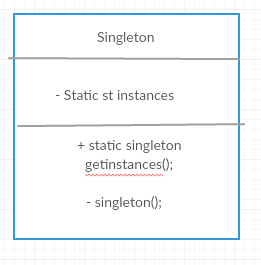 Singleton
- Static st instances
+ static singleton
getinstances();
- singleton();